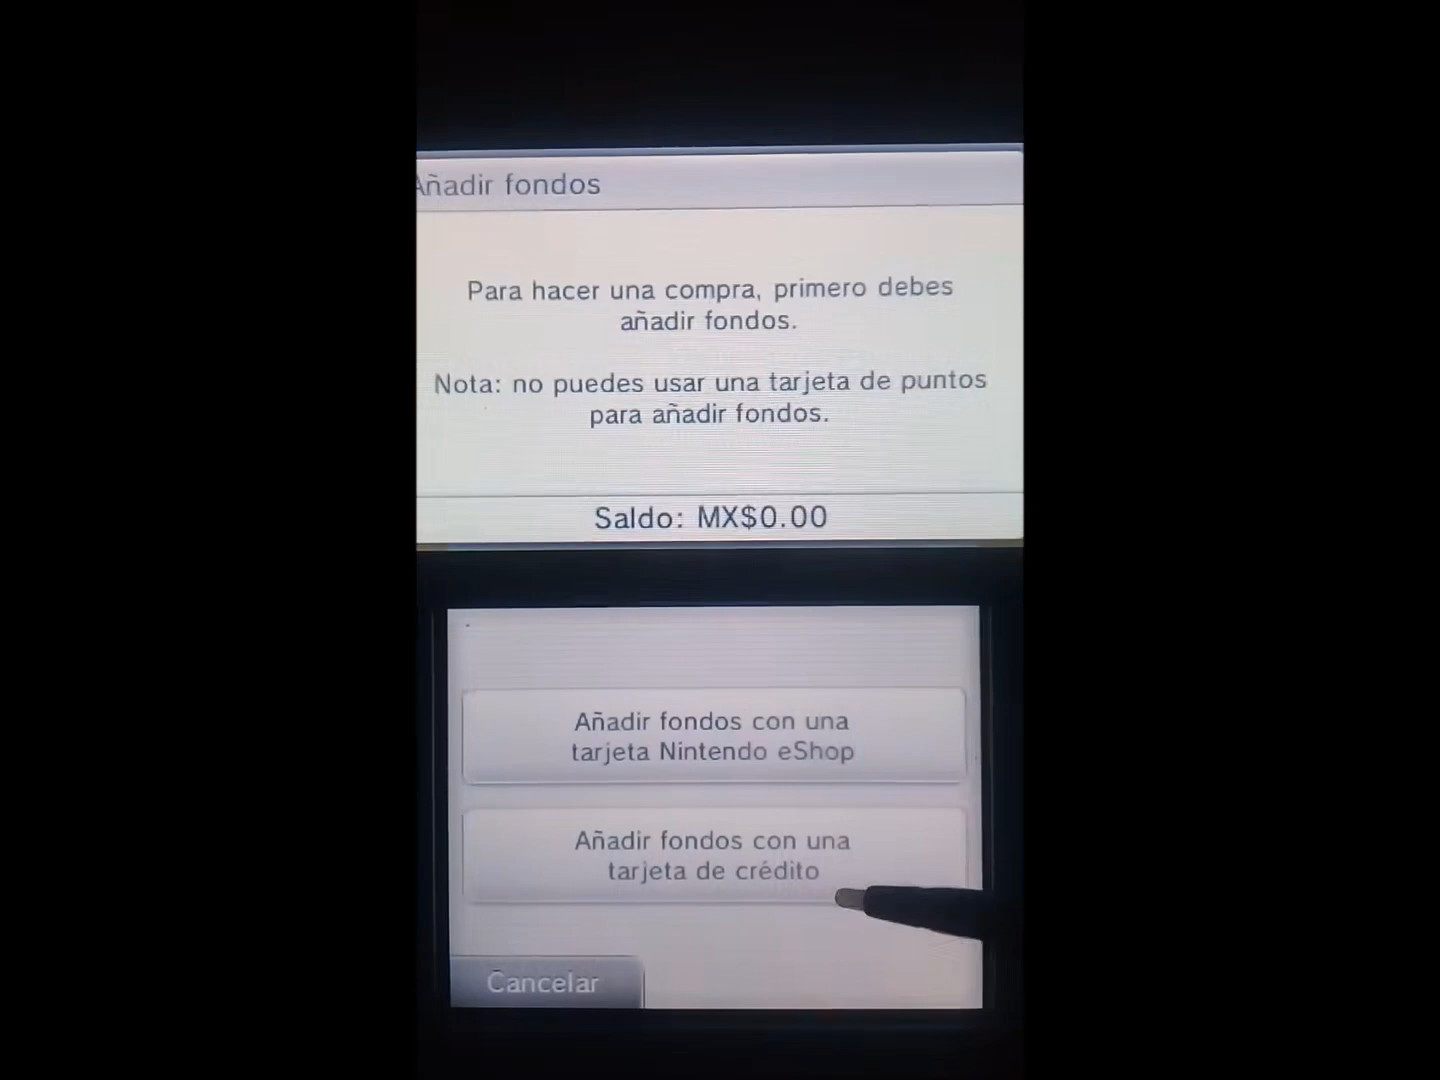 Añadir fondos
Para hacer una compra, primero debes
añadir fondos.
Nota: no puedes usar una tarjeta de puntos
para añadir fondos.
Saldo: MX$0.00
Añadir fondos con una
tarjeta Nintendo eShop
Añadir fondos con una
tarjeta de crédito
Cancelar